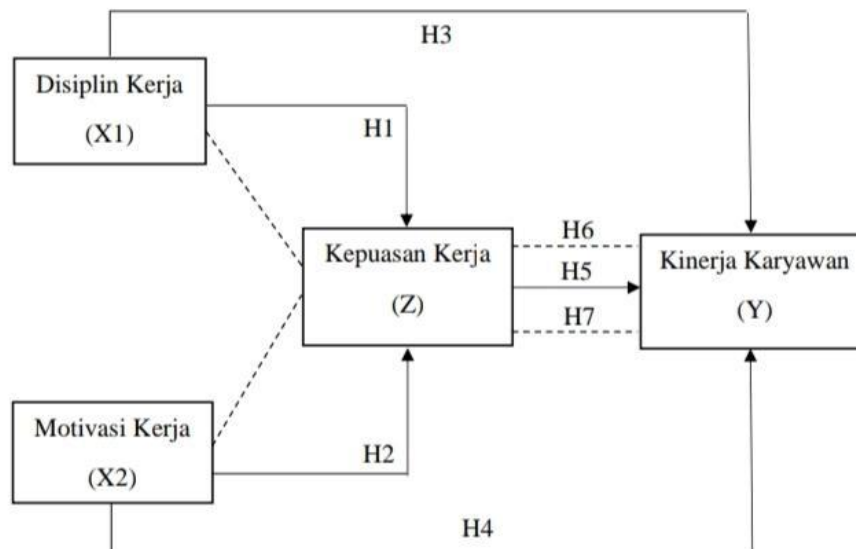 H3
Disiplin Kerja
(X1)
H1
Kepuasan Kerja
(Z)
H6
H5
H7
Kinerja Karyawan
(Y)
Motivasi Kerja
(X2)
H2
H4